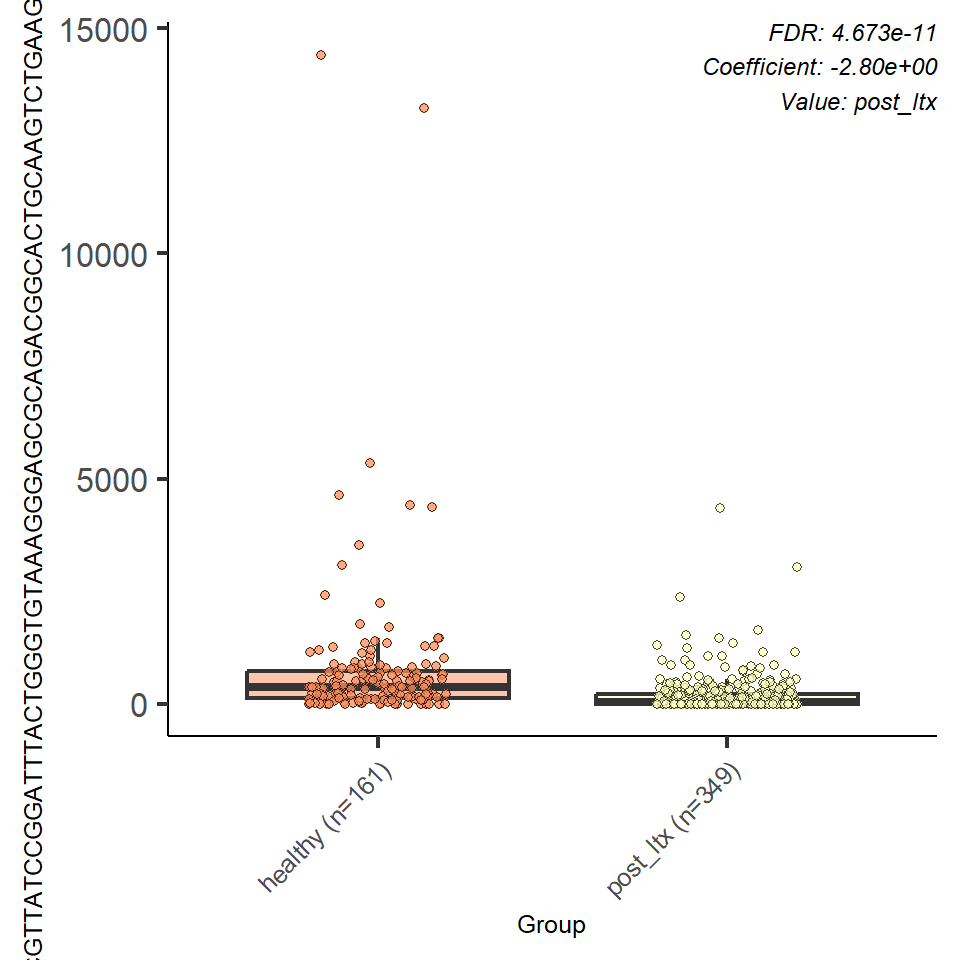 CGTTATCCGGATTTACTGGGTGTAAAGGGAGCGCAGACGGCACTGCAAGTCTGAAG
15000
10000
5000
0
FDR: 4.673e-11
Coefficient: -2.80e+00
Value: post_ltx
healthy (n=161)
post_ltx (n=349)
Group